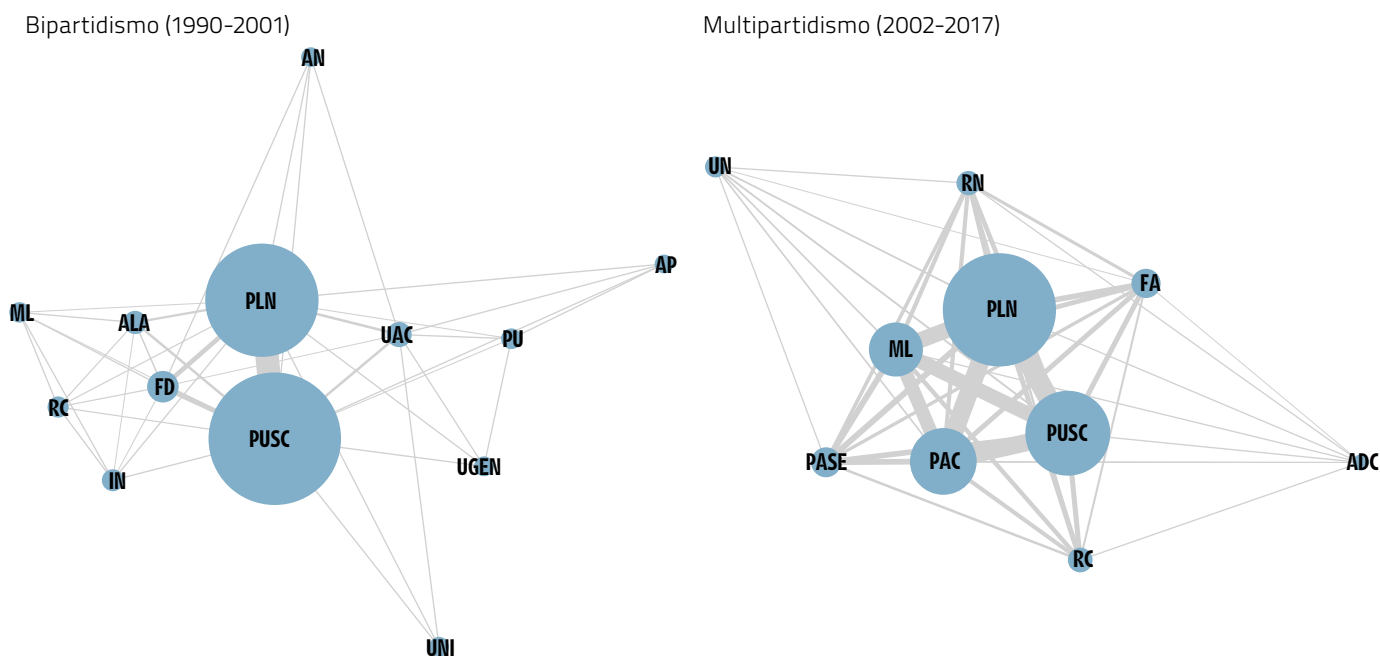 Bipartidismo (1990-2001)
AN
AP
PLN
ML
ALA
UAC
PU
FD
RC
PUSC
UGEN
IN
UNI
Multipartidismo (2002-2017)
UN
RN
FA
PLN
ML
PUSC
PASE
PAC
ADC
RC